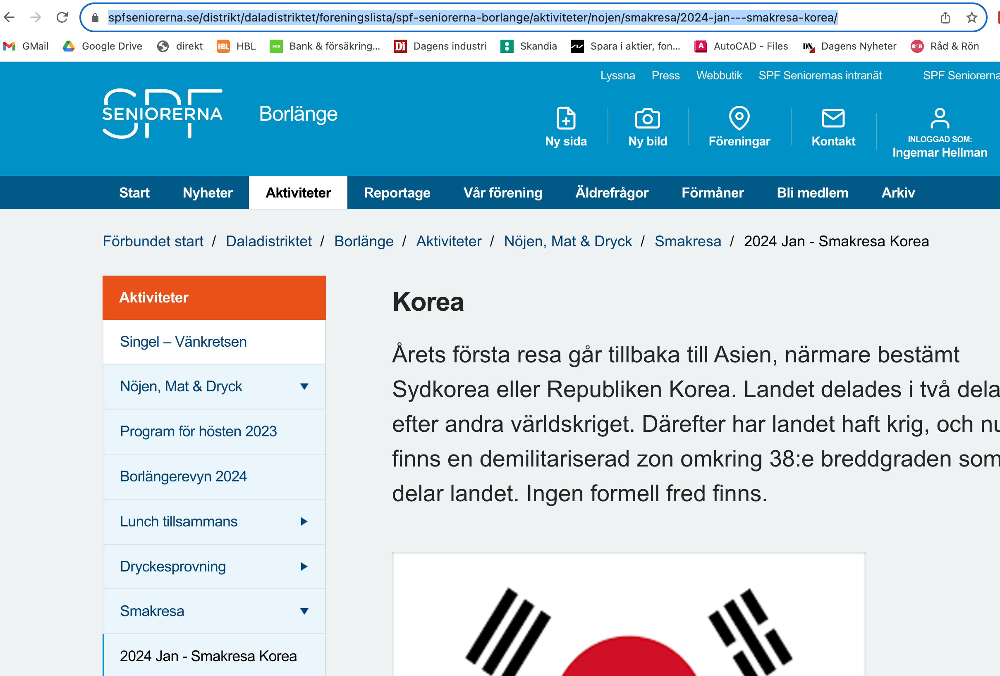 spfseniorerna.se/distrikt/daladistriktet/foreningslista/spf-seniorerna-borlange/aktiviteter/nojen/smakresa/2024-jan---smakresa-korea/
GMail Google Drive direkt HBL HBL SEB Bank & försäkring... Di Dagens industri Skandia Spara i aktier, fon... A AutoCAD - Files DN Dagens Nyheter R&R Råd & Rön
Lyssna Press Webbutik SPF Seniorernas intranät SPF Seniorerna
SPF SENIORERNA Borlänge
Ny sida Ny bild Föreningar Kontakt INLOGGAD SOM:
Ingemar Hellman
Start Nyheter Aktiviteter Reportage Vår förening Äldrefrågor Förmåner Bli medlem Arkiv
Förbundet start / Daladistriktet / Borlänge / Aktiviteter / Nöjen, Mat & Dryck / Smakresa / 2024 Jan - Smakresa Korea
Aktiviteter
Singel – Vänkretsen
Nöjen, Mat & Dryck
Program för hösten 2023
Borlängerevyn 2024
Lunch tillsammans
Dryckesprovning
Smakresa
2024 Jan - Smakresa Korea
Korea
Årets första resa går tillbaka till Asien, närmare bestämt
Sydkorea eller Republiken Korea. Landet delades i två dela
efter andra världskriget. Därefter har landet haft krig, och nu
finns en demilitariserad zon omkring 38:e breddgraden som
delar landet. Ingen formell fred finns.